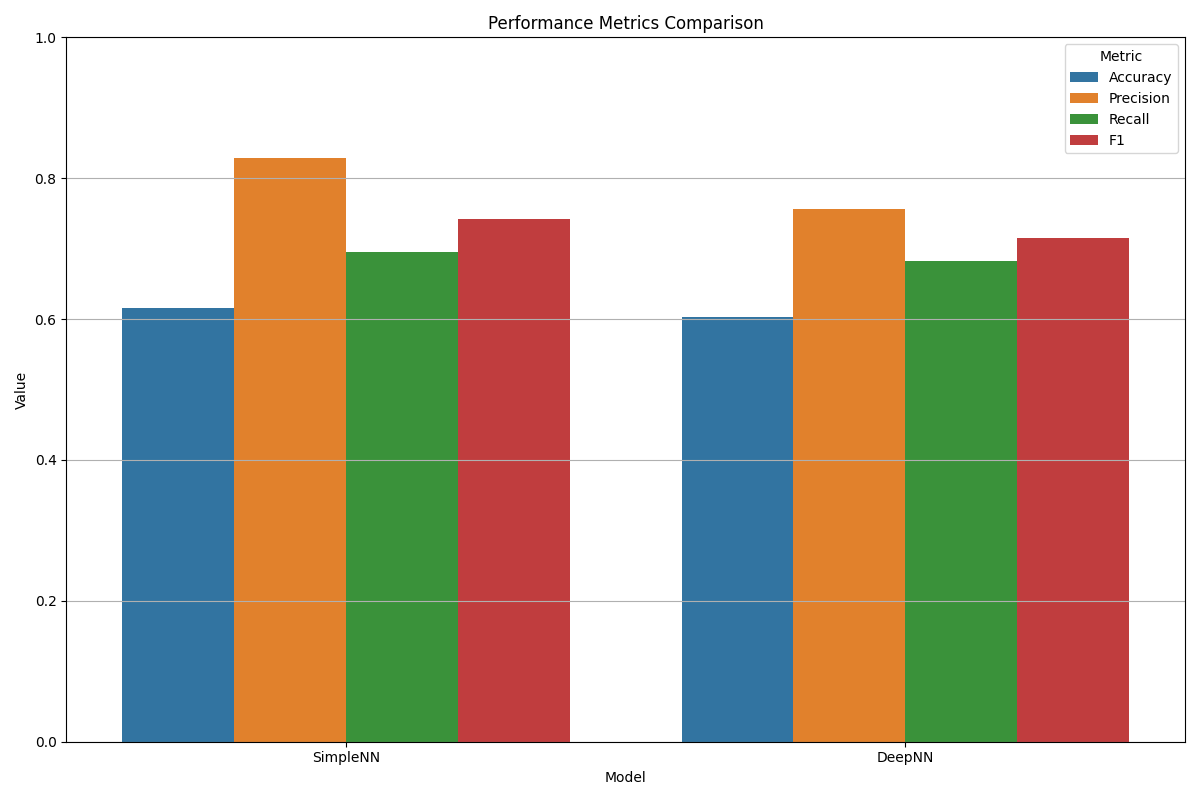 Performance Metrics Comparison
Metric
Accuracy
Precision
Recall
F1
Value
1.0
0.8
0.6
0.4
0.2
0.0
SimpleNN
DeepNN
Model